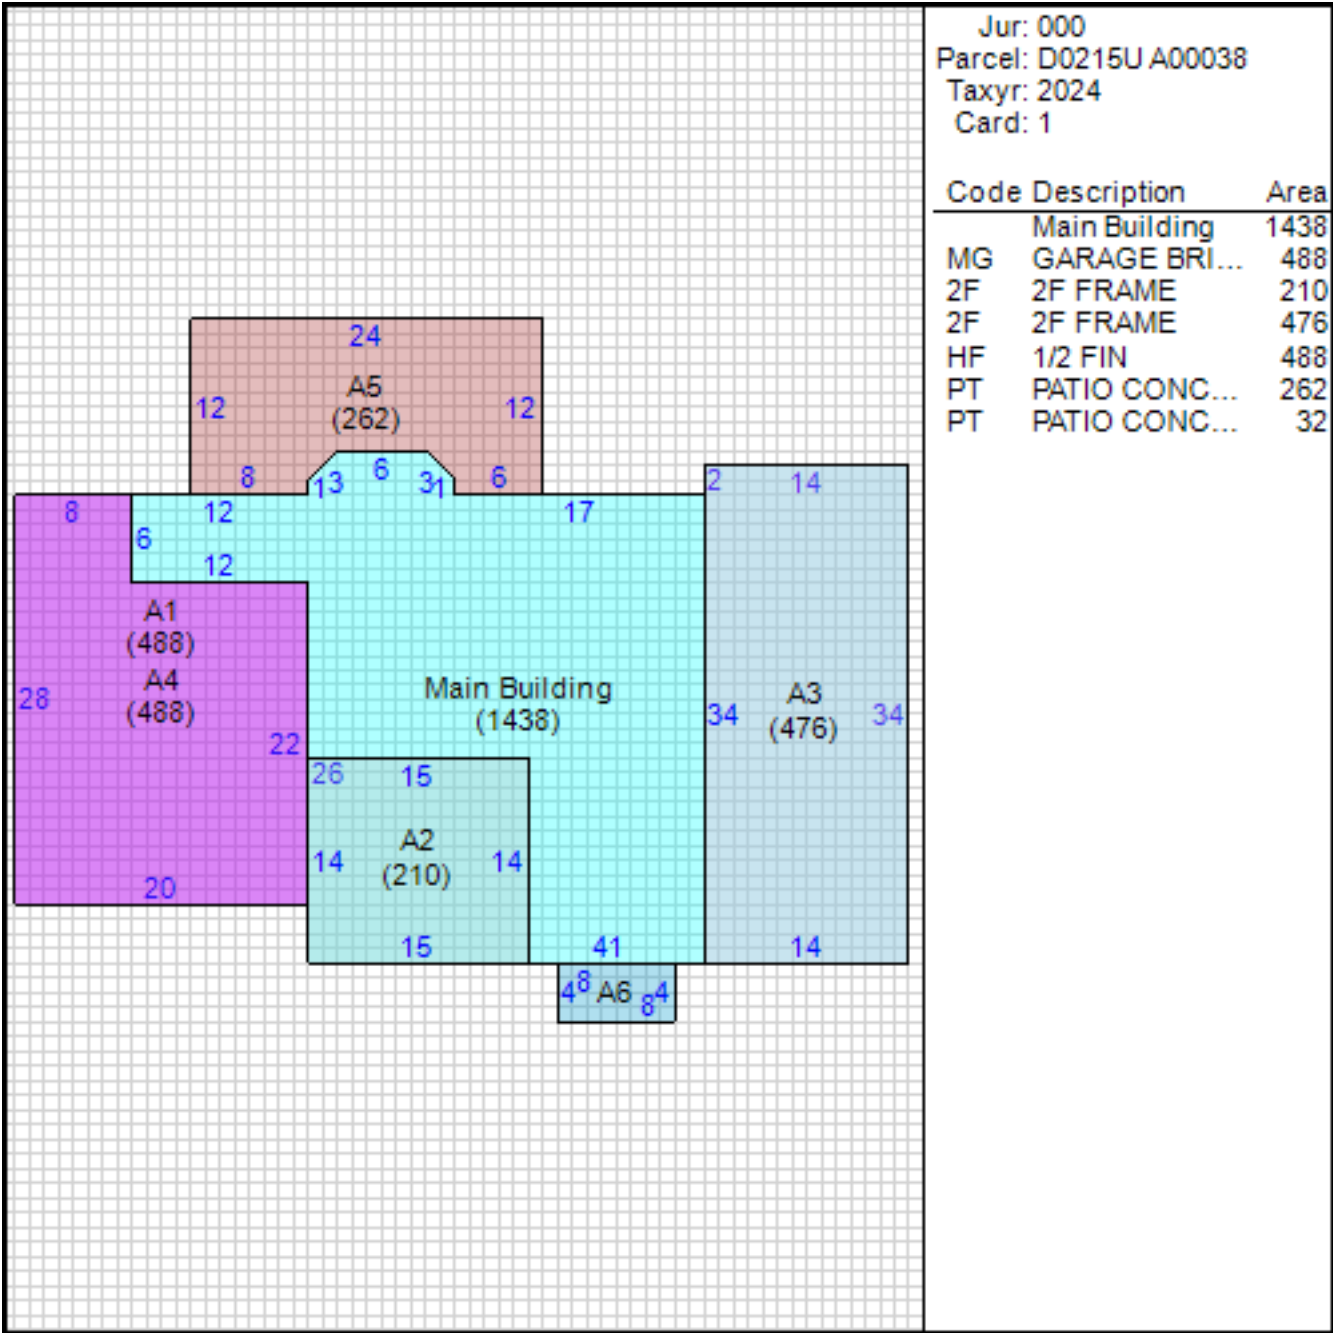 Jur: 000
Parcel: D0215U A00038
Taxyr: 2024
Card: 1
Code Description Area
Main Building 1438
MG GARAGE BRI... 488
2F 2F FRAME 210
2F 2F FRAME 476
HF 1/2 FIN 488
PT PATIO CONC... 262
PT PATIO CONC... 32
24
A5
12 12
(262)
8 13 6 31 6
2 14
8 12 17
6
12
A1
(488)
A4
(488)
28
Main Building
(1438)
A3
(476)
34 34
22
26 15
A2
(210)
14 14
20
15 41 14
4 8 A6 8 4